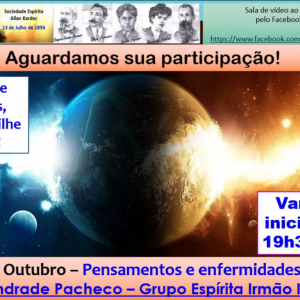 Sociedade Espírita
Allan Kardec
13 de Julho de 1894
Sala de vídeo ao
pelo Facebook
https://www.facebook.com
Aguardamos sua participação!
e
s,
ilhe
Va
inici
19h3
Outubro – Pensamentos e enfermidades
ndrade Pacheco – Grupo Espírita Irmão